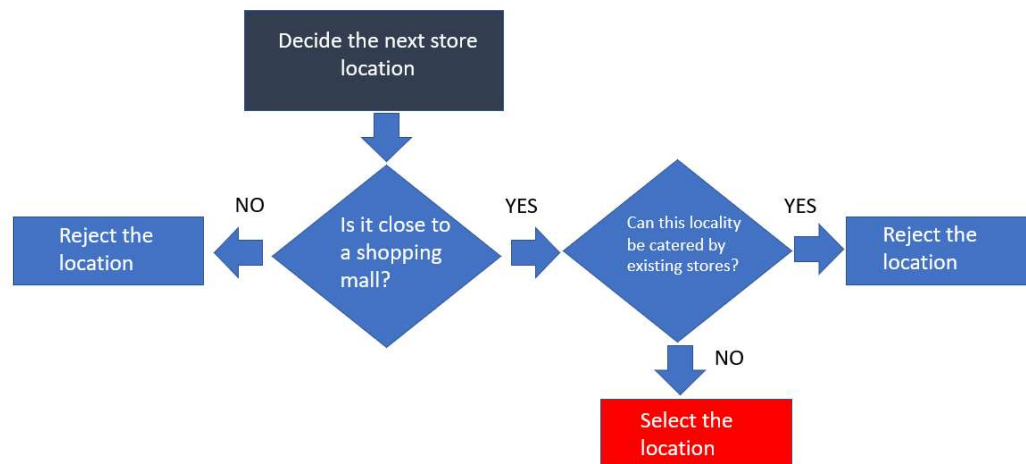 Decide the next store
location
NO
Is it close to
a shopping
mall?
YES
Can this locality
be catered by
existing stores?
YES
Reject the
location
Reject the
location
NO
Select the
location